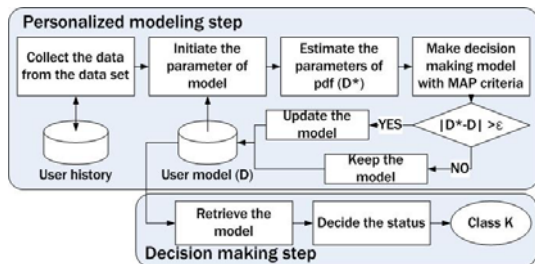 Personalized modeling step
Collect the data
from the data set
Initiate the
parameter of
model
Estimate the
parameters of
pdf (D*)
Make decision
making model
with MAP criteria
|D*-D| >ε
YES
Update the
model
NO
Keep the
model
User history
User model (D)
Retrieve the
model
Decide the status
Class K
Decision making step